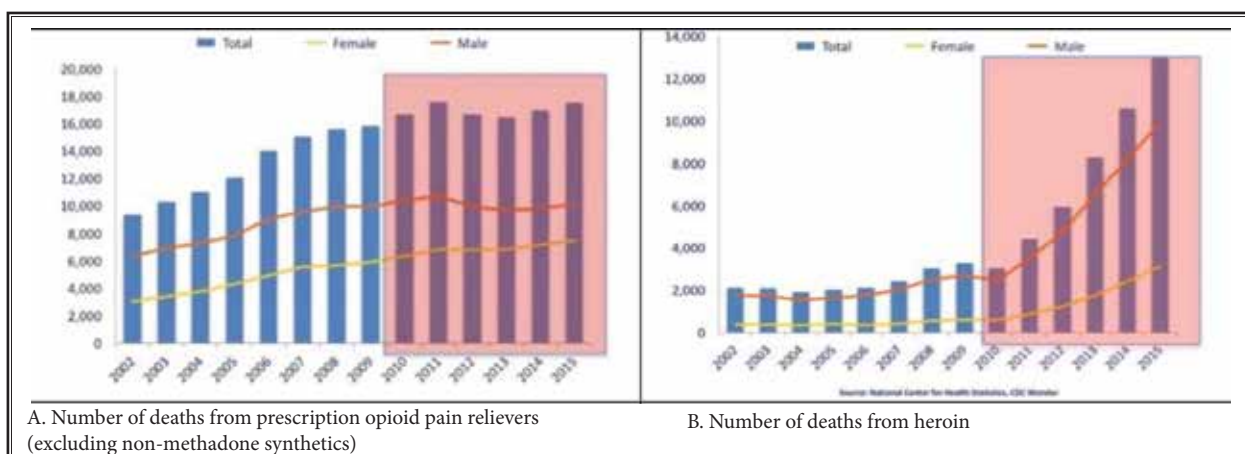 Total Female Male
20,000
18,000
16,000
14,000
12,000
10,000
8,000
6,000
4,000
2,000
0
2002 2003 2004 2005 2006 2007 2008 2009 2010 2011 2012 2013 2014 2015
A. Number of deaths from prescription opioid pain relievers
(excluding non-methadone synthetics)
Total Female Male
14,000
12,000
10,000
8,000
6,000
4,000
2,000
0
2002 2003 2004 2005 2006 2007 2008 2009 2010 2011 2012 2013 2014 2015
Source: National Center for Health Statistics, CDC Wonder
B. Number of deaths from heroin